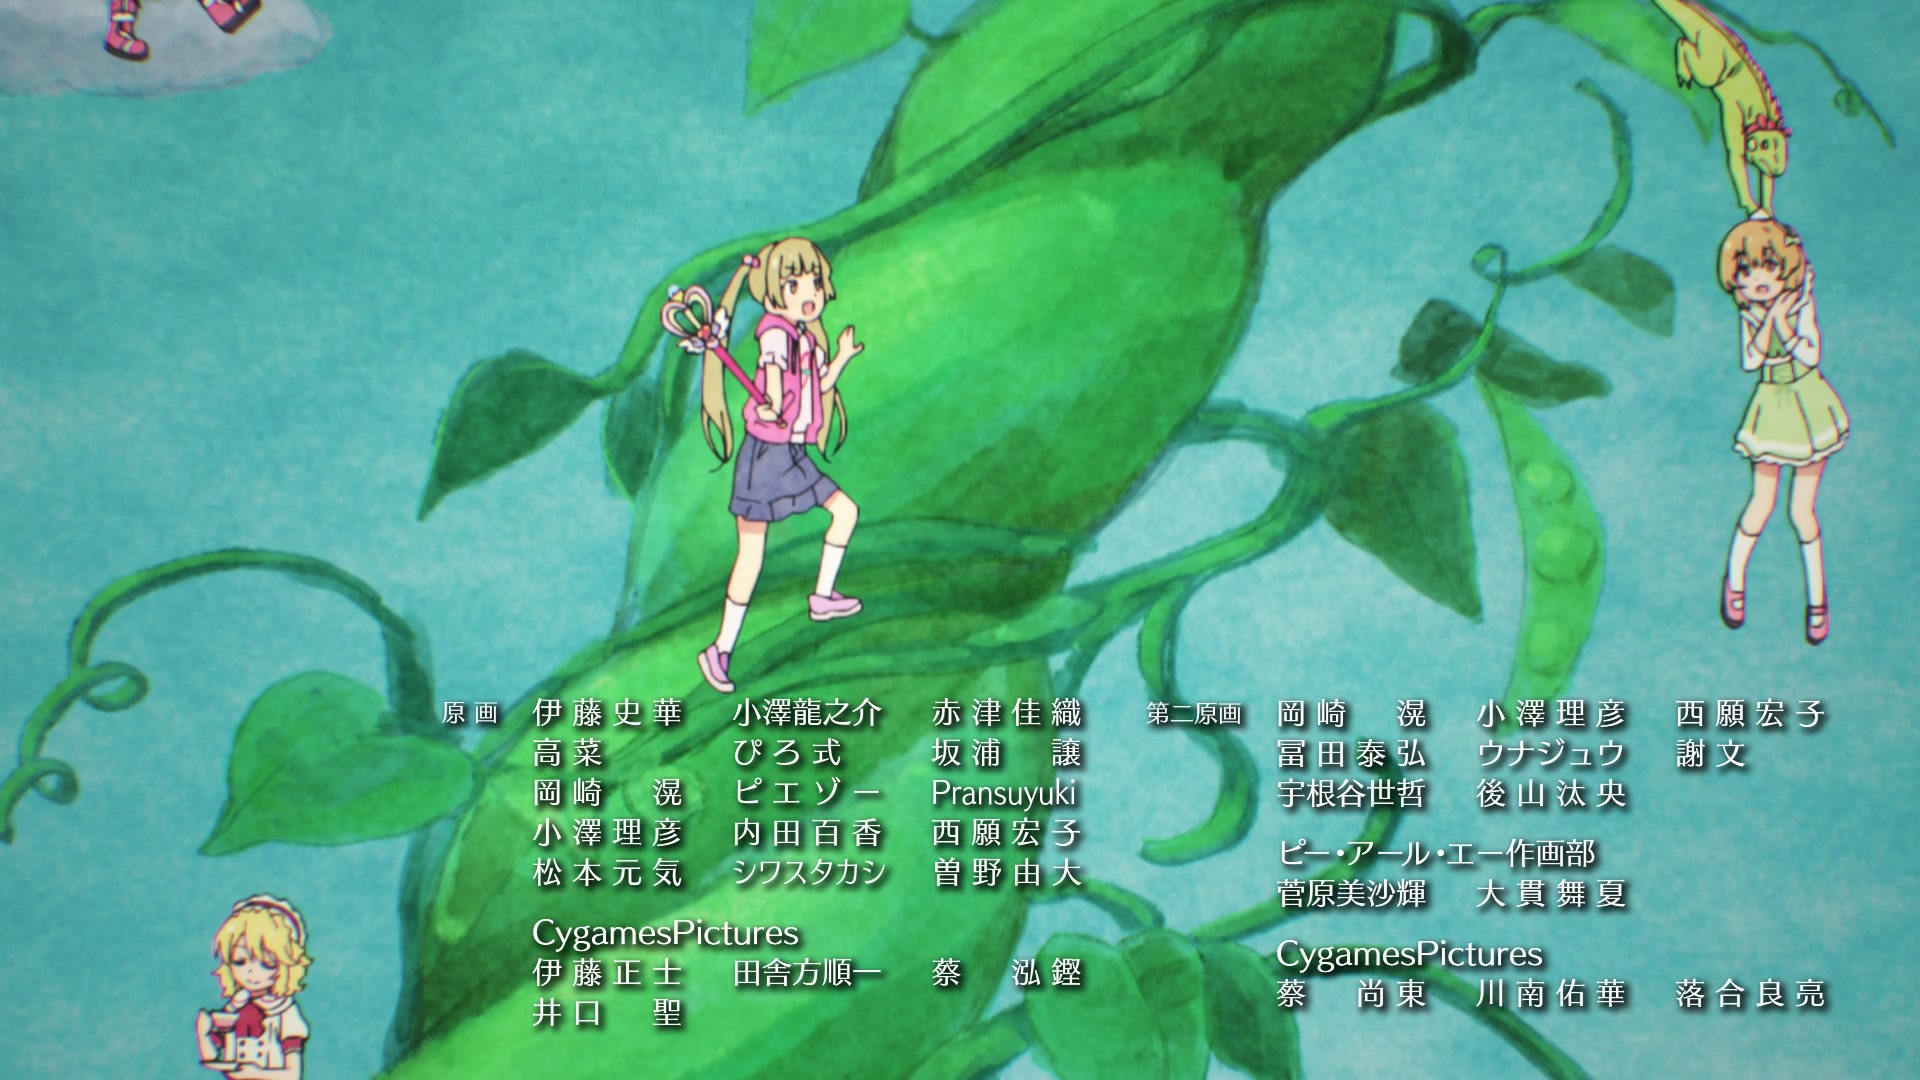 原画 伊藤史華 小澤龍之介 赤津佳織
高菜 ぴろ式 坂浦 譲
岡崎 滉 ピエゾー Pransuyuki
小澤理彦 内田百香 西願宏子
松本元気 シワスタカシ 曽野由大
CygamesPictures
伊藤正士 田舎方順一 蔡 泓鏗
井口 聖
第二原画 岡崎 滉 小澤理彦 西願宏子
冨田泰弘 ウナジュウ 謝文
宇根谷世哲 後山汰央
ピー・アール・エー作画部
菅原美沙輝 大貫舞夏
CygamesPictures
蔡 尚東 川南佑華 落合良亮